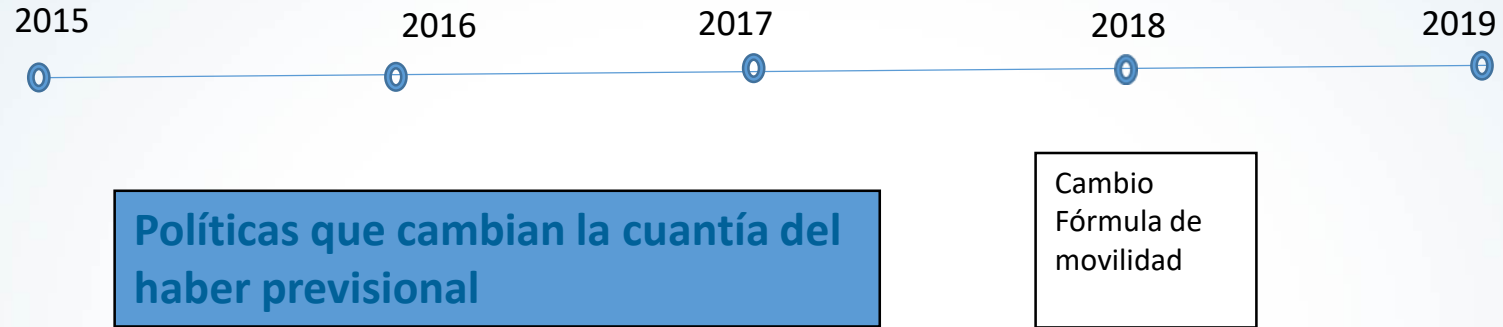 2015 2016 2017 2018 2019
Políticas que cambian la cuantía del
haber previsional
Cambio
Fórmula de
movilidad